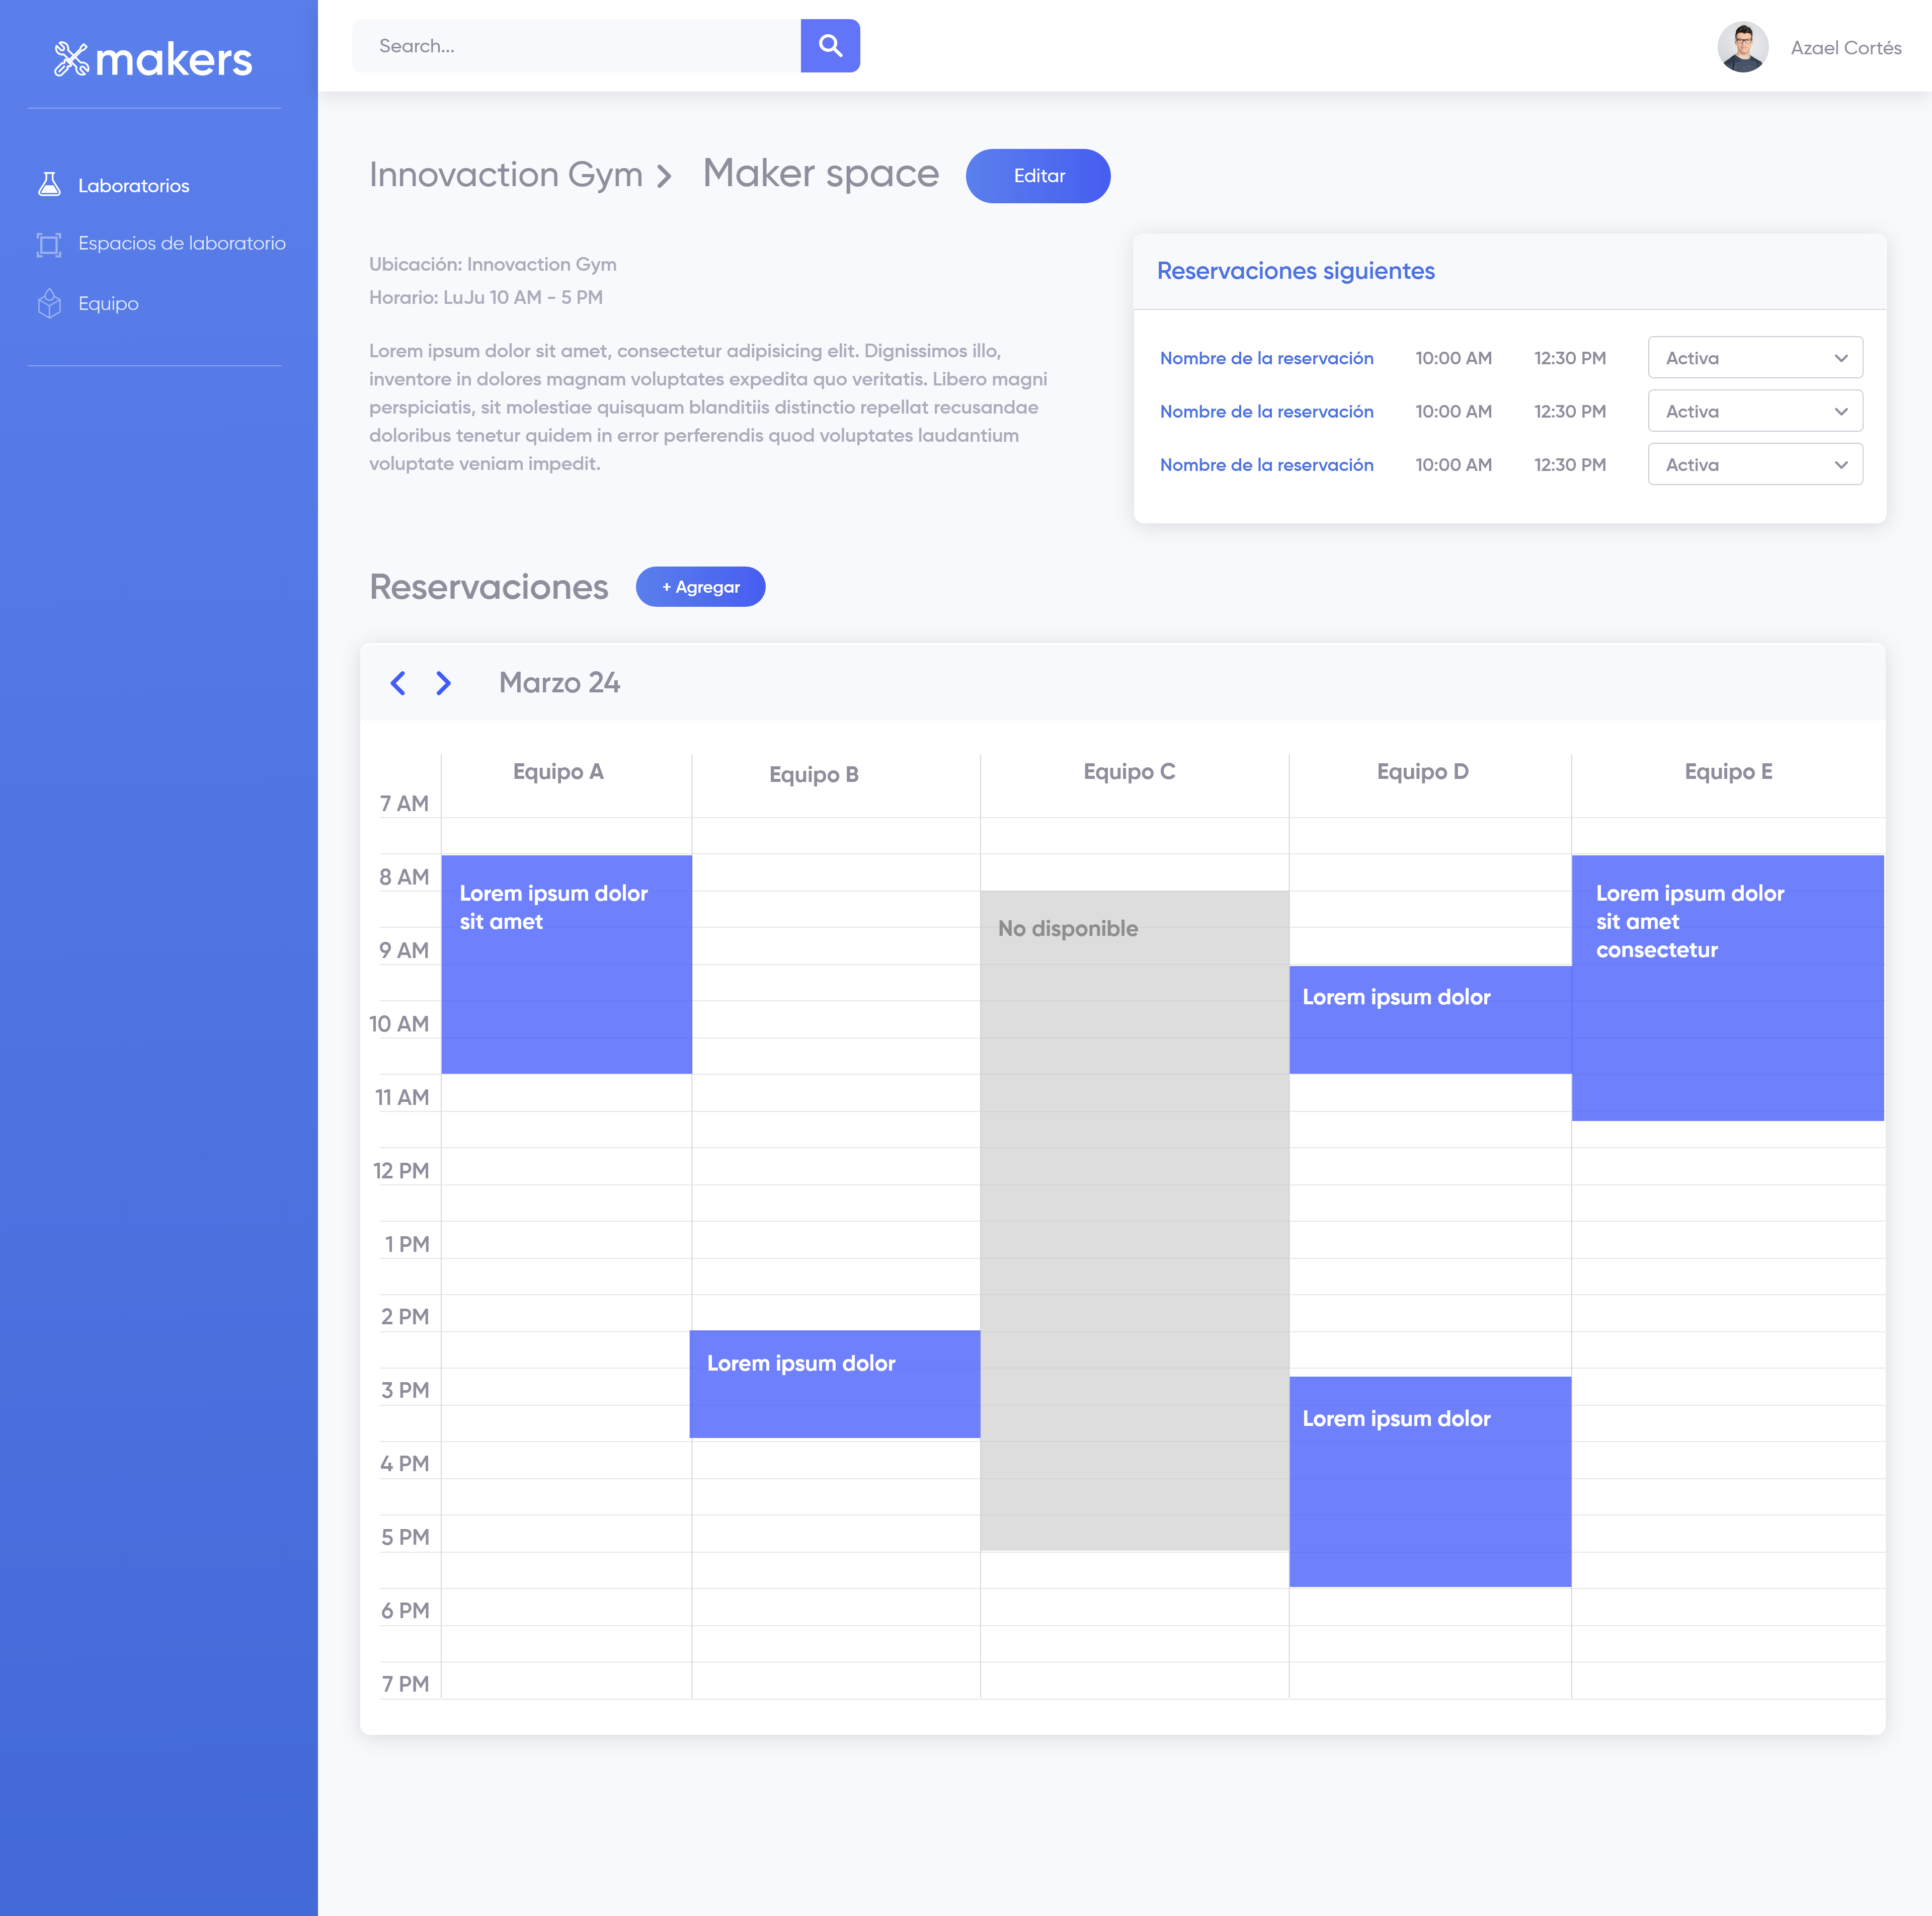 makers
Search...
Azael Cortés
Laboratorios
Espacios de laboratorio
Equipo
Innovaction Gym
Maker space
Editar
Ubicación: Innovaction Gym
Horario: LuJu 10 AM - 5 PM
Lorem ipsum dolor sit amet, consectetur adipisicing elit. Dignissimos illo,
inventore in dolores magnam voluptates expedita quo veritatis. Libero magni
perspiciatis, sit molestiae quisquam blanditiis distinctio repellat recusandae
doloribus tenetur quidem in error perferendis quod voluptates laudantium
voluptate veniam impedit.
Reservaciones siguientes
Nombre de la reservación 10:00 AM 12:30 PM Activa
Nombre de la reservación 10:00 AM 12:30 PM Activa
Nombre de la reservación 10:00 AM 12:30 PM Activa
Reservaciones
+ Agregar
Marzo 24
Equipo A Equipo B Equipo C Equipo D Equipo E
7 AM
8 AM
Lorem ipsum dolor
sit amet
Lorem ipsum dolor
sit amet
consectetur
No disponible
9 AM
Lorem ipsum dolor
10 AM
11 AM
12 PM
1 PM
2 PM
Lorem ipsum dolor
3 PM
Lorem ipsum dolor
4 PM
5 PM
6 PM
7 PM